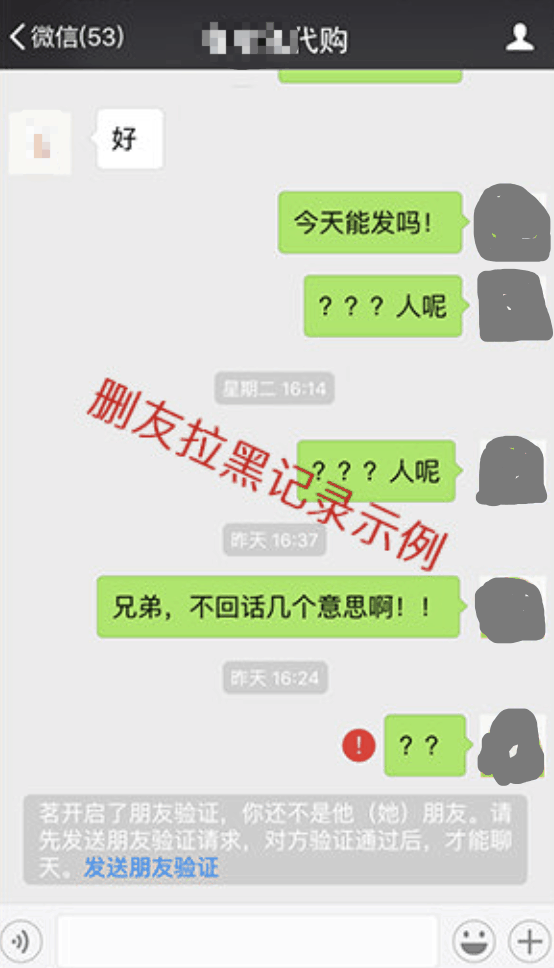 微信(53)
代购
好
今天能发吗！
？？？人呢
星期二 16:14
？？？人呢
删友拉黑记录示例
昨天 16:37
兄弟，不回话几个意思啊！！
昨天 16:24
！
？？
茗开启了朋友验证，你还不是他（她）朋友。请
先发送朋友验证请求，对方验证通过后，才能聊
天。发送朋友验证